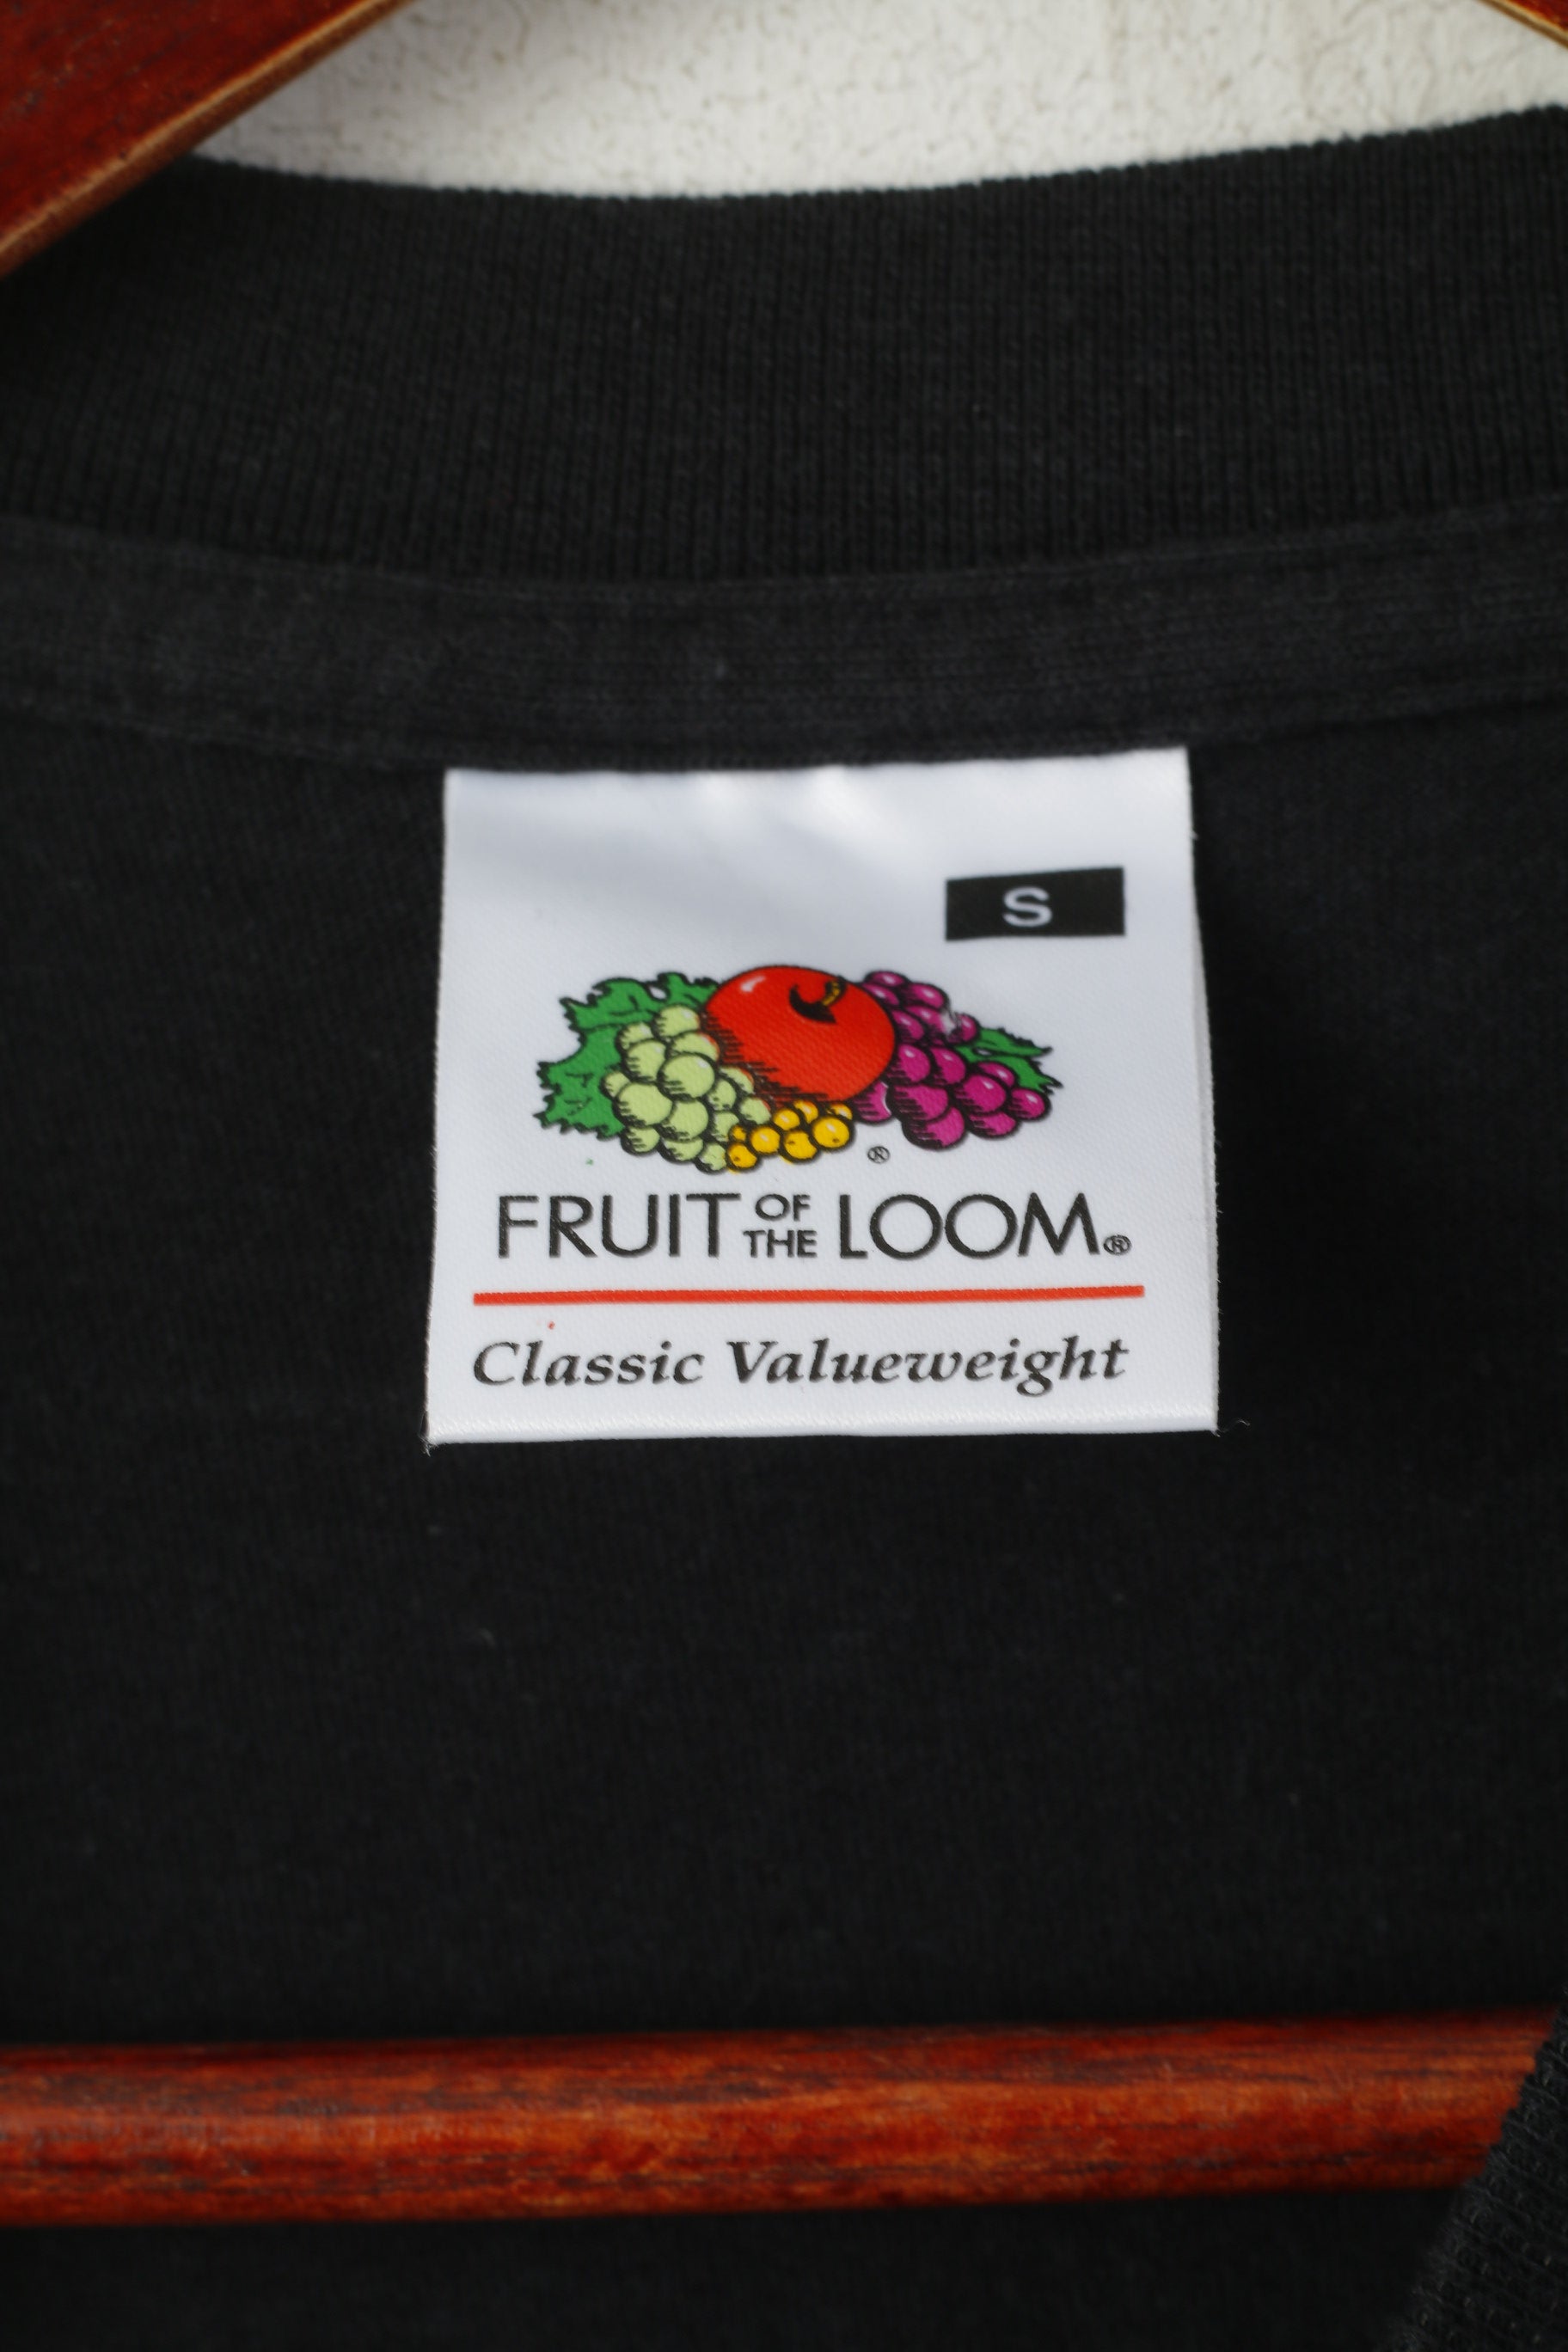 S
®
FRUIT OF THE LOOM®
Classic Valueweight